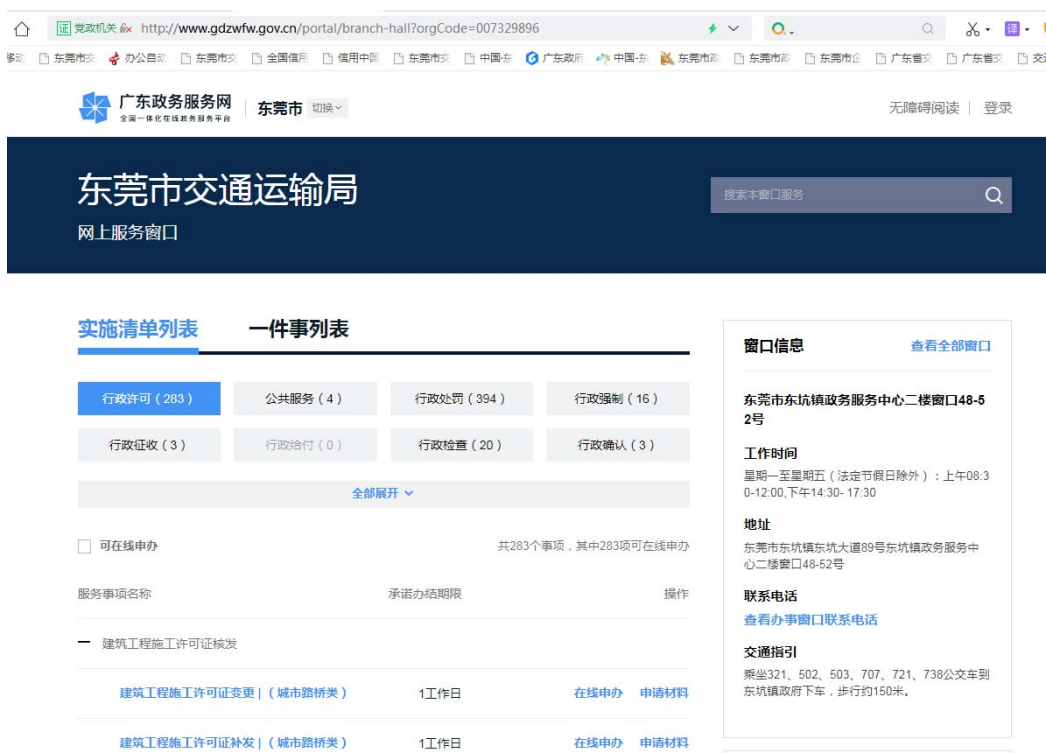 证 党政机关 http://www.gdzwfw.gov.cn/portal/branch-hall?orgCode=007329896
东莞市交 办公自动 东莞市交 全国信用 信用中国 东莞市交 中国·东 广东政府 中国-东 东莞市政 东莞市政 东莞市企 广东省交 广东省交
广东政务服务网
全国一体化在线政务服务平台
东莞市 切换
无障碍阅读 | 登录
东莞市交通运输局
网上服务窗口
搜索本窗口服务
实施清单列表 一件事列表
行政许可（283） 公共服务（4） 行政处罚（394） 行政强制（16）
行政征收（3） 行政给付（0） 行政检查（20） 行政确认（3）
全部展开
可在线申办 共283个事项，其中283项可在线申办
服务事项名称 承诺办结期限 操作
建筑工程施工许可证核发
建筑工程施工许可证变更|（城市路桥类） 1工作日 在线申办 申请材料
建筑工程施工许可证补发|（城市路桥类） 1工作日 在线申办 申请材料
窗口信息 查看全部窗口
东莞市东坑镇政务服务中心二楼窗口48-5
2号
工作时间
星期一至星期五（法定节假日除外）：上午08:3
0-12:00,下午14:30- 17:30
地址
东莞市东坑镇东坑大道89号东坑镇政务服务中
心二楼窗口48-52号
联系电话
查看办事窗口联系电话
交通指引
乘坐321、502、503、707、721、738公交车到
东坑镇政府下车，步行约150米。